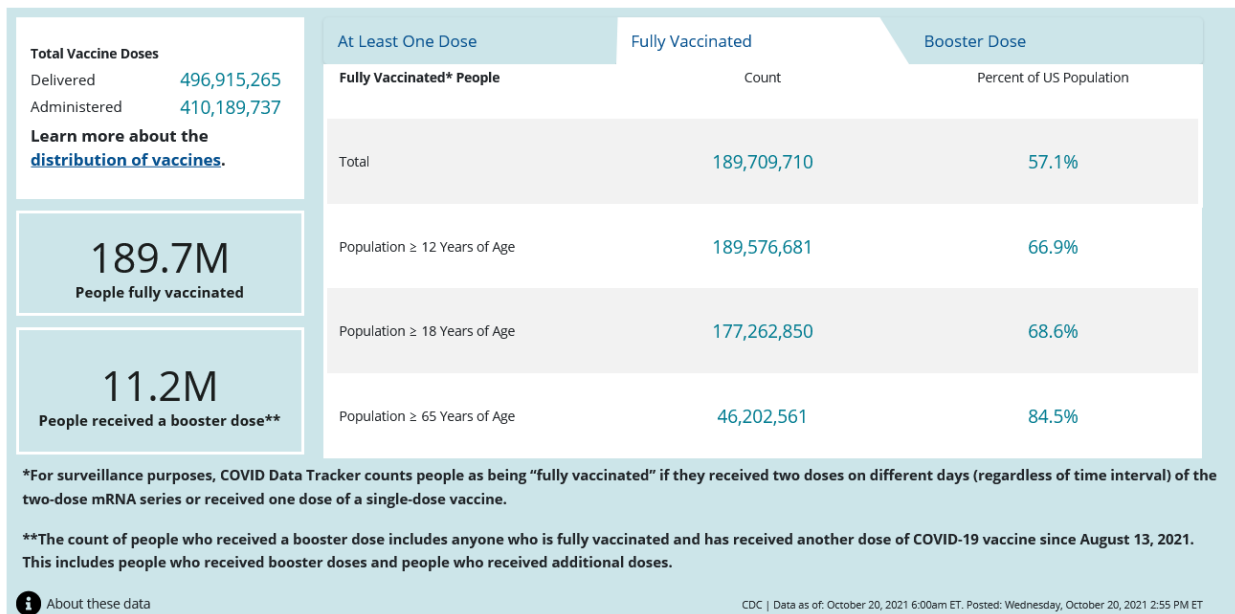 Total Vaccine Doses
Delivered 496,915,265
Administered 410,189,737
Learn more about the
distribution of vaccines.
189.7M
People fully vaccinated
11.2M
People received a booster dose**
At Least One Dose Fully Vaccinated Booster Dose
Fully Vaccinated* People Count Percent of US Population
Total 189,709,710 57.1%
Population ≥ 12 Years of Age 189,576,681 66.9%
Population ≥ 18 Years of Age 177,262,850 68.6%
Population ≥ 65 Years of Age 46,202,561 84.5%
*For surveillance purposes, COVID Data Tracker counts people as being “fully vaccinated” if they received two doses on different days (regardless of time interval) of the
two-dose mRNA series or received one dose of a single-dose vaccine.
**The count of people who received a booster dose includes anyone who is fully vaccinated and has received another dose of COVID-19 vaccine since August 13, 2021.
This includes people who received booster doses and people who received additional doses.
About these data
CDC | Data as of: October 20, 2021 6:00am ET. Posted: Wednesday, October 20, 2021 2:55 PM ET